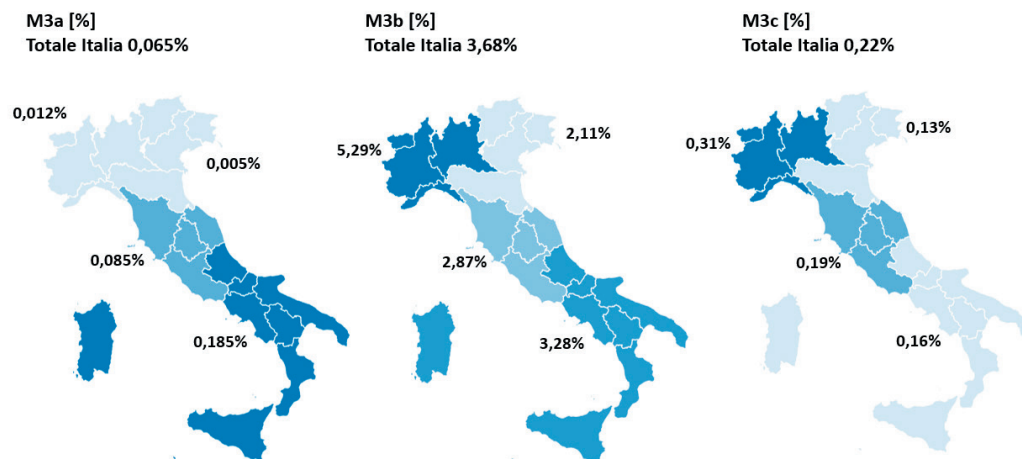 M3a [%]
Totale Italia 0,065%
0,012%
0,005%
0,085%
0,185%
M3b [%]
Totale Italia 3,68%
5,29%
2,11%
2,87%
3,28%
M3c [%]
Totale Italia 0,22%
0,31%
0,13%
0,19%
0,16%